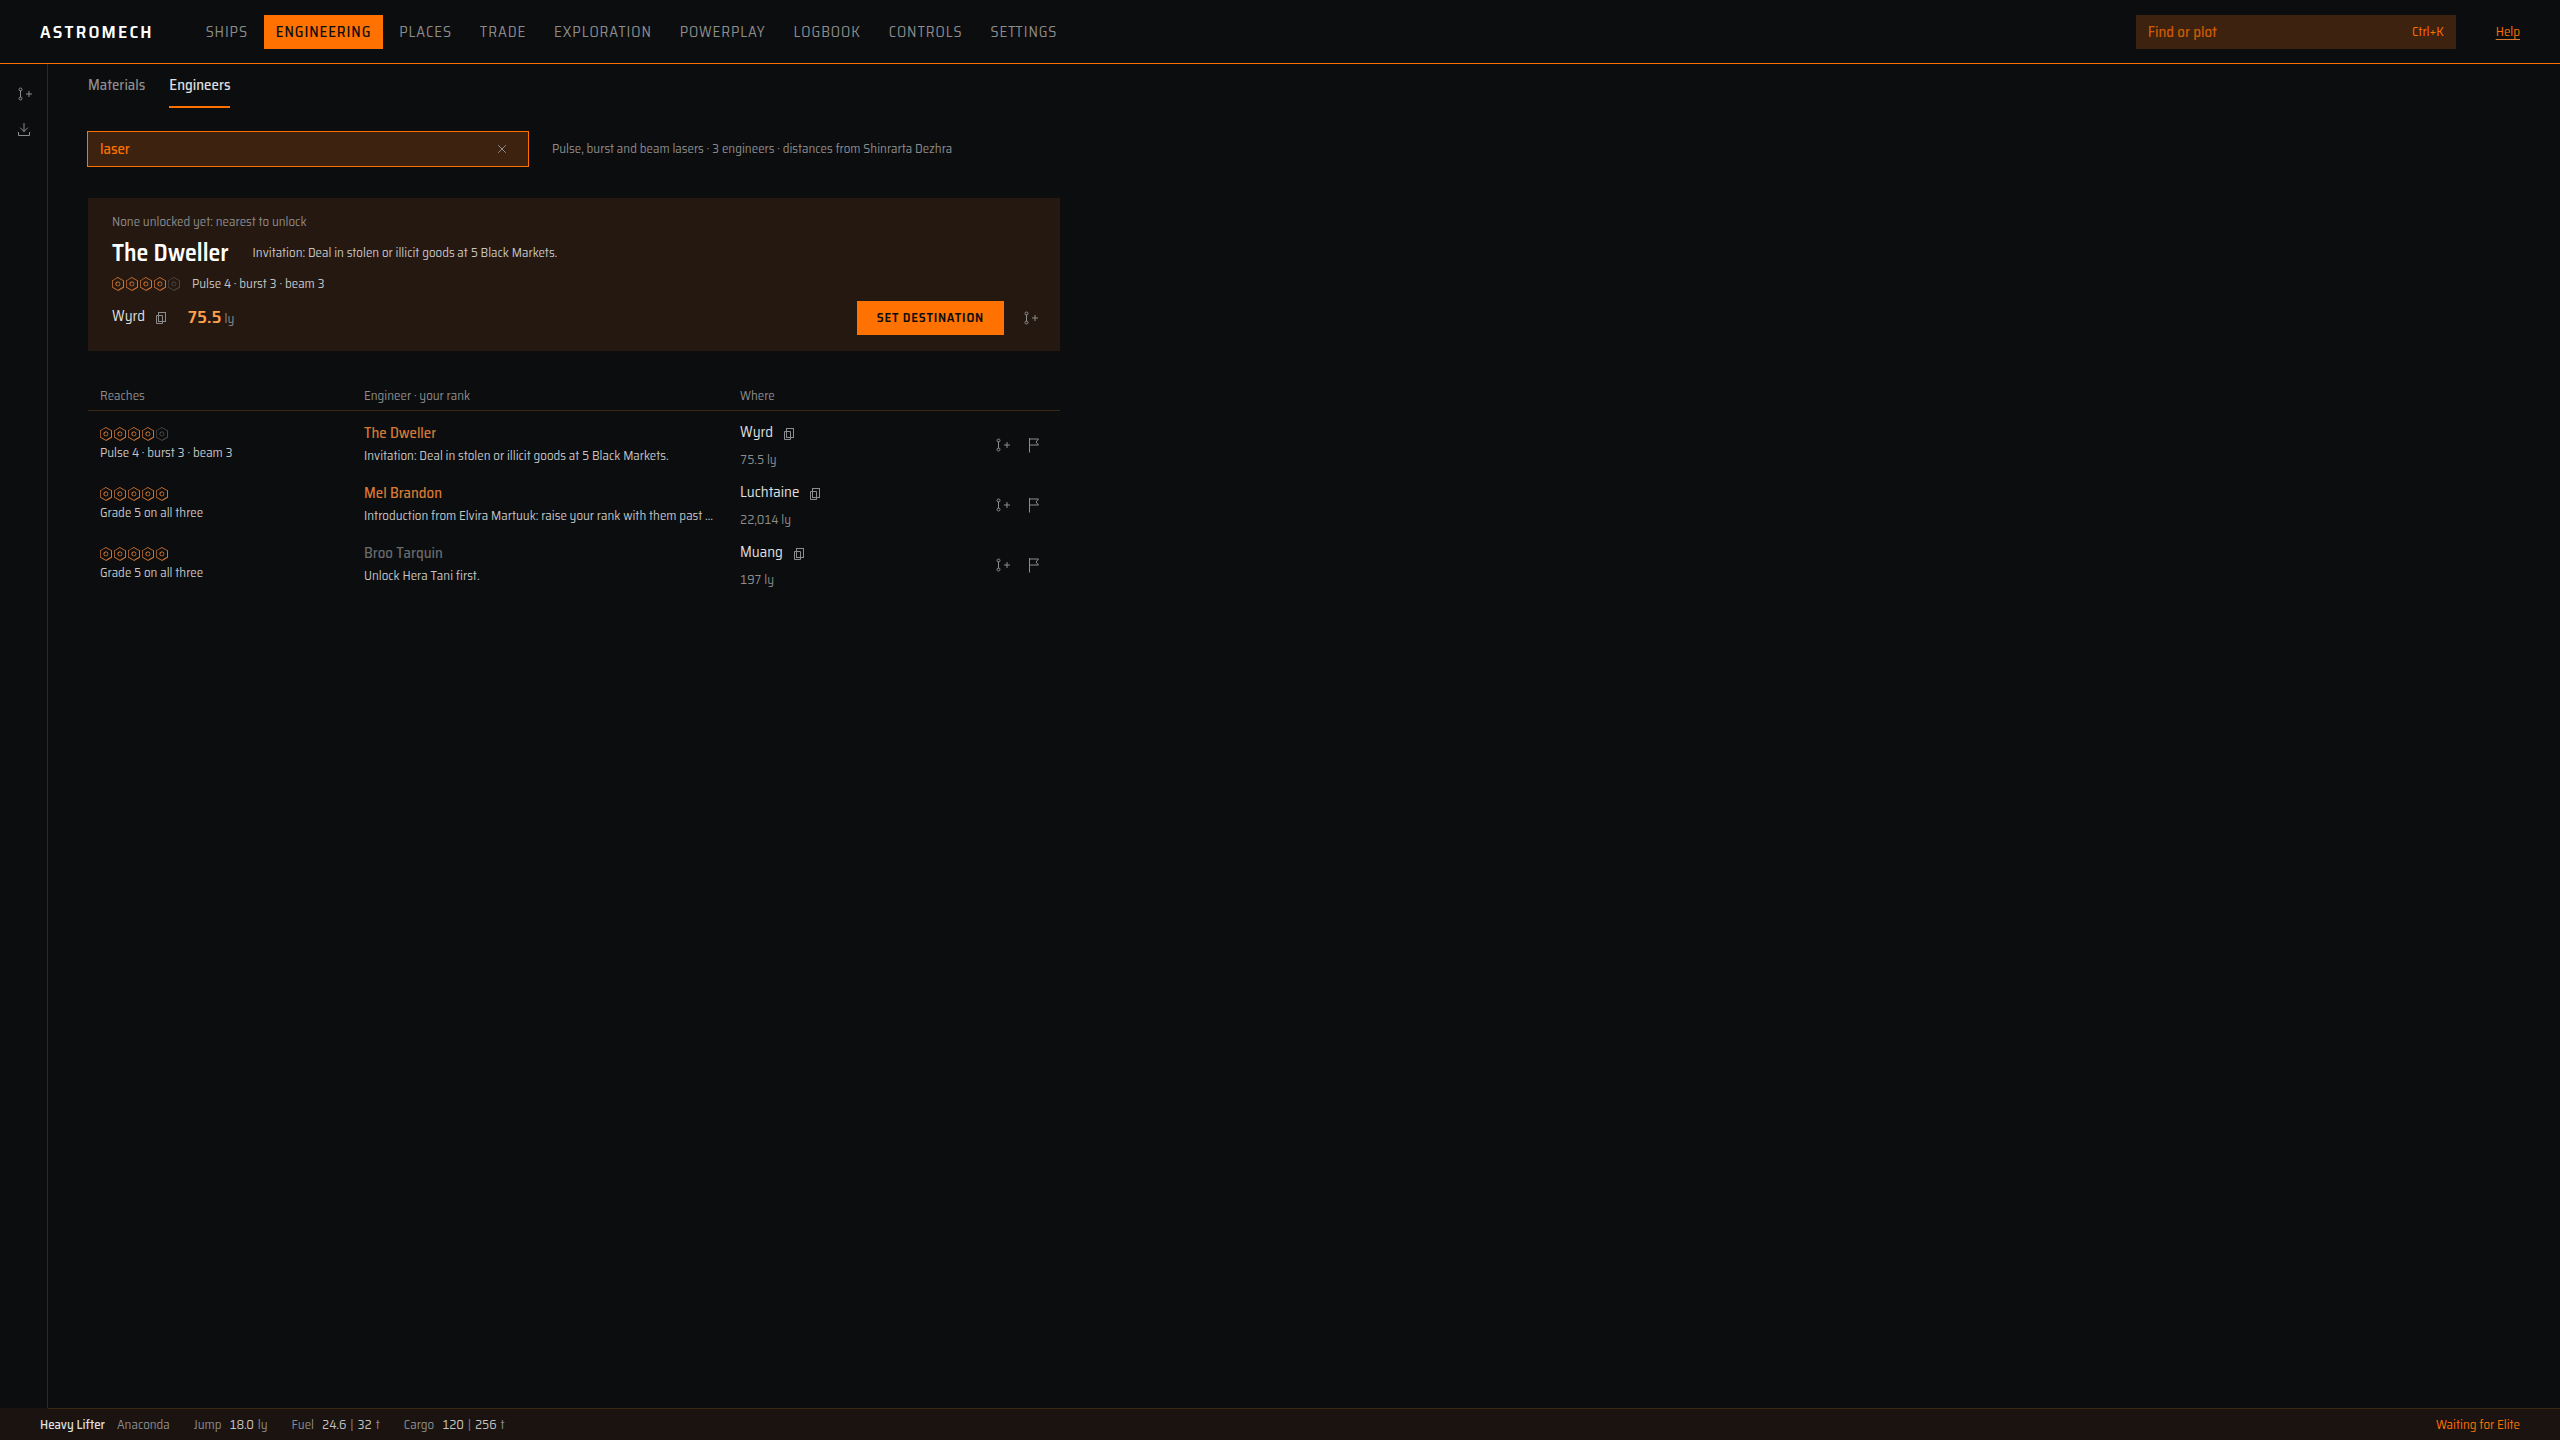 ASTROMECH SHIPS ENGINEERING PLACES TRADE EXPLORATION POWERPLAY LOGBOOK CONTROLS SETTINGS Find or plot Ctrl+K Help
Materials Engineers
laser Pulse, burst and beam lasers · 3 engineers · distances from Shinrarta Dezhra
None unlocked yet: nearest to unlock
The Dweller Invitation: Deal in stolen or illicit goods at 5 Black Markets.
Pulse 4 · burst 3 · beam 3
Wyrd 75.5 ly SET DESTINATION
Reaches Engineer · your rank Where
The Dweller Wyrd
Pulse 4 · burst 3 · beam 3 Invitation: Deal in stolen or illicit goods at 5 Black Markets. 75.5 ly
Mel Brandon Luchtaine
Grade 5 on all three Introduction from Elvira Martuuk: raise your rank with them past ... 22,014 ly
Broo Tarquin Muang
Grade 5 on all three Unlock Hera Tani first. 197 ly
Heavy Lifter Anaconda Jump 18.0 ly Fuel 24.6 | 32 t Cargo 120 | 256 t Waiting for Elite